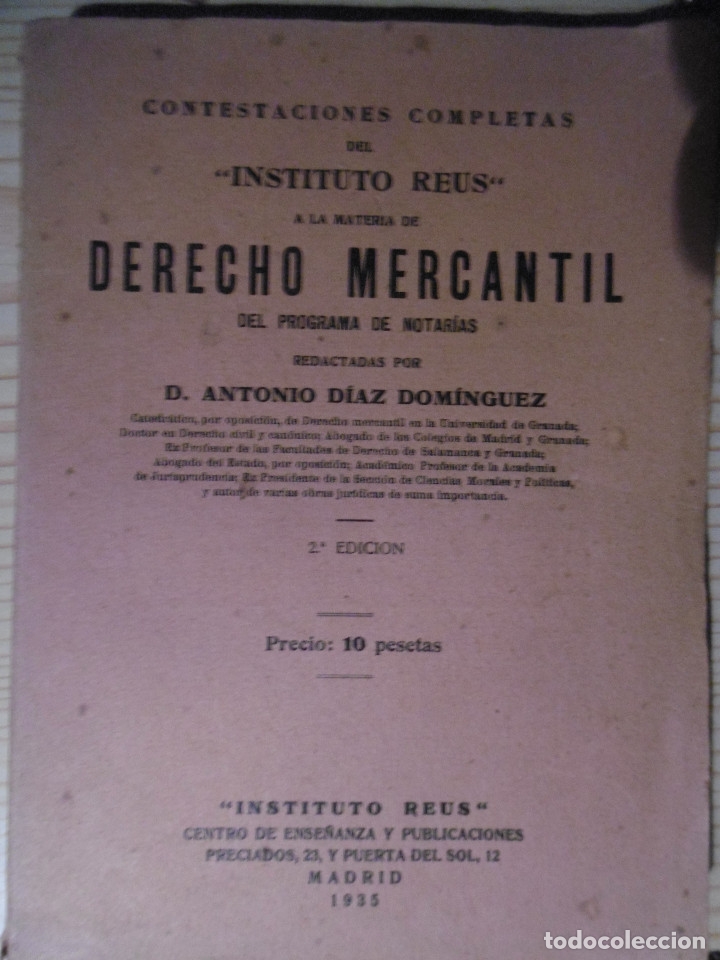 CONTESTACIONES COMPLETAS
DEL
"INSTITUTO REUS"
A LA MATERIA DE
DERECHO MERCANTIL
DEL PROGRAMA DE NOTARÍAS
REDACTADAS POR
D. ANTONIO DÍAZ DOMÍNGUEZ
Catedrático, por oposición, de Derecho mercantil en la Universidad de Granada;
Doctor en Derecho civil y canónico; Abogado de los Colegios de Madrid y Granada;
Ex Profesor de las Facultades de Derecho de Salamanca y Granada;
Abogado del Estado, por oposición; Académico Profesor de la Academia
de Jurisprudencia; Ex Presidente de la Sección de Ciencias Morales y Políticas,
y autor de varias obras jurídicas de suma importancia.
2.ª EDICION
Precio: 10 pesetas
"INSTITUTO REUS"
CENTRO DE ENSEÑANZA Y PUBLICACIONES
PRECIADOS, 23, Y PUERTA DEL SOL, 12
MADRID
1935
todocoleccion